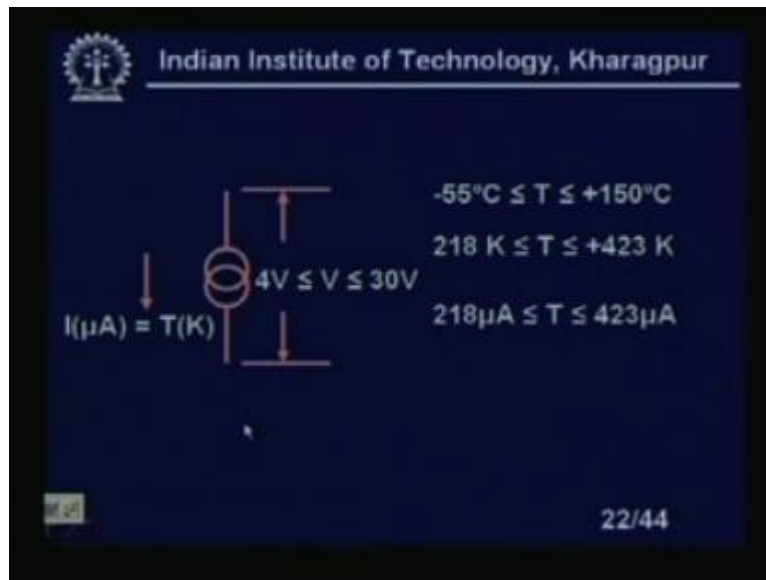 Indian Institute of Technology, Kharagpur
-55°C ≤ T ≤ +150°C
218 K ≤ T ≤ +423 K
4V ≤ V ≤ 30V
218µA ≤ T ≤ 423µA
I(µA) = T(K)
22/44